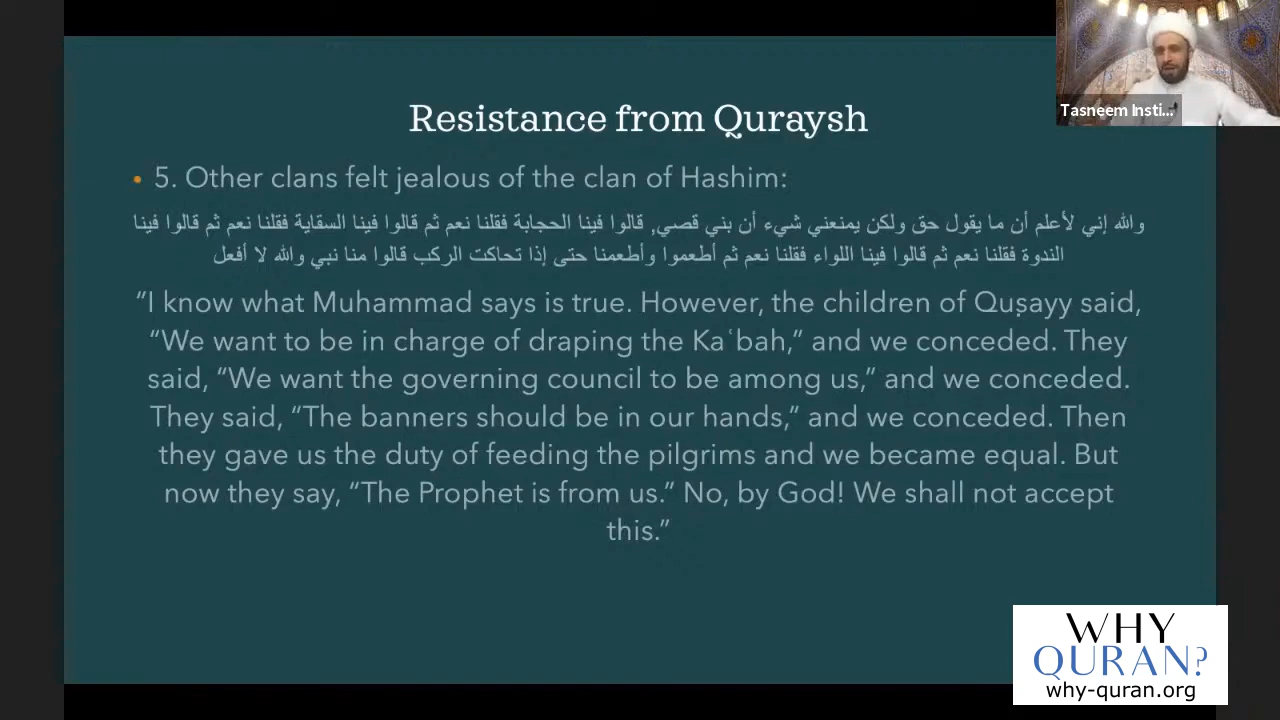 Tasneem Insti...
Resistance from Quraysh
• 5. Other clans felt jealous of the clan of Hashim:
والله إني لأعلم أن ما يقول حق ولكن يمنعني شيء أن بني قصي, قالوا فينا الحجابة فقلنا نعم ثم قالوا فينا السقاية فقلنا نعم ثم قالوا فينا
الندوة فقلنا نعم ثم قالوا فينا اللواء فقلنا نعم ثم أطعموا وأطعمنا حتى إذا تحاكت الركب قالوا منا نبي والله لا أفعل
“I know what Muhammad says is true. However, the children of Quṣayy said,
“We want to be in charge of draping the Kaʿbah,” and we conceded. They
said, “We want the governing council to be among us,” and we conceded.
They said, “The banners should be in our hands,” and we conceded. Then
they gave us the duty of feeding the pilgrims and we became equal. But
now they say, “The Prophet is from us.” No, by God! We shall not accept
this.”
WHY
QURAN?
why-quran.org